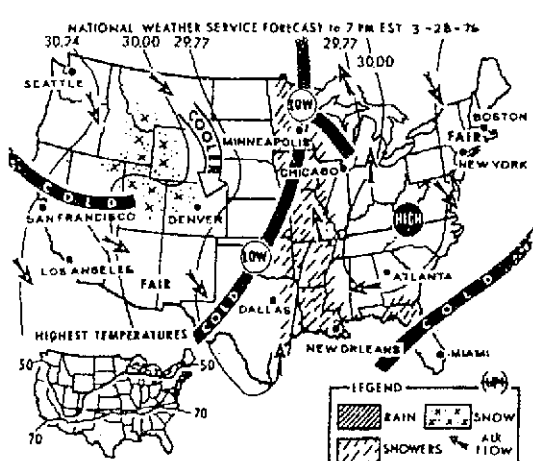 NATIONAL WEATHER SERVICE FORECAST to 7 PM EST 3-28-76
30.24 30.00 29.77 29.77
30.00
SEATTLE
LOW
COOLER
MINNEAPOLIS
BOSTON
FAIR
NEW YORK
CHICAGO
COLD
SAN FRANCISCO
DENVER
HIGH
LOW
LOS ANGELES
FAIR
ATLANTA
COLD
DALLAS
COLD
HIGHEST TEMPERATURES
NEW ORLEANS
MIAMI
50
50
70
70
LEGEND
UPI
RAIN
SNOW
SHOWERS
AIR FLOW